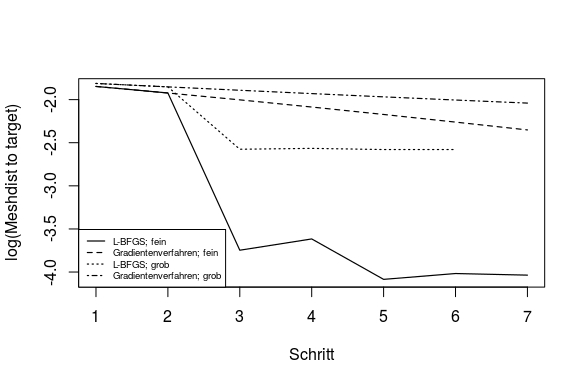 log(Meshdist to target)
-2.0
-2.5
-3.0
-3.5
-4.0
L-BFGS; fein
Gradientenverfahren; fein
L-BFGS; grob
Gradientenverfahren; grob
1 2 3 4 5 6 7
Schritt